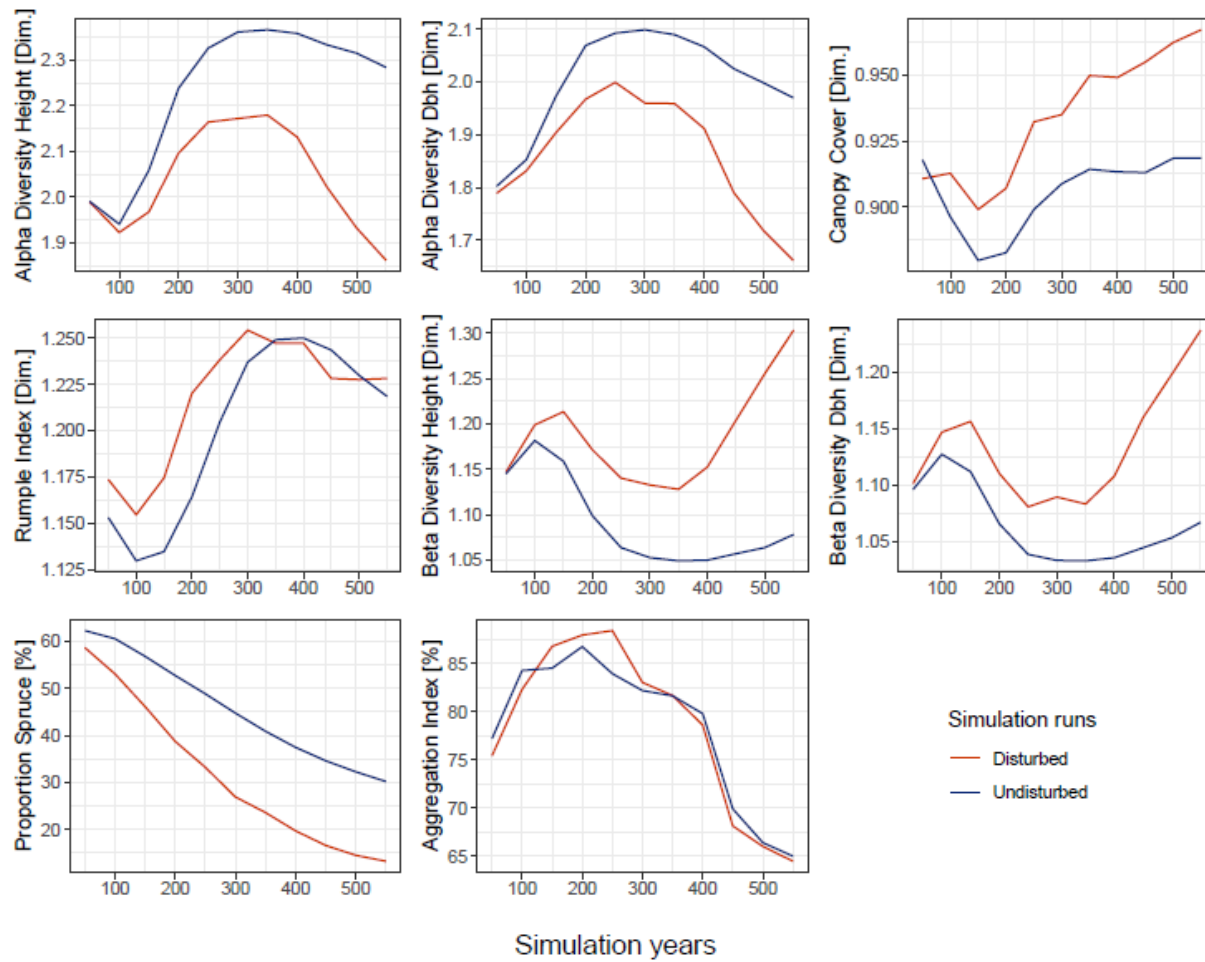 Alpha Diversity Height [Dim.]
2.3
2.2
2.1
2.0
1.9
100 200 300 400 500
Alpha Diversity Dbh [Dim.]
2.1
2.0
1.9
1.8
1.7
100 200 300 400 500
Canopy Cover [Dim.]
0.950
0.925
0.900
100 200 300 400 500
Rumple Index [Dim.]
1.250
1.225
1.200
1.175
1.150
1.125
100 200 300 400 500
Beta Diversity Height [Dim.]
1.30
1.25
1.20
1.15
1.10
1.05
100 200 300 400 500
Beta Diversity Dbh [Dim.]
1.20
1.15
1.10
1.05
100 200 300 400 500
Proportion Spruce [%]
60
50
40
30
20
100 200 300 400 500
Aggregation Index [%]
85
80
75
70
65
100 200 300 400 500
Simulation runs
Disturbed
Undisturbed
Simulation years